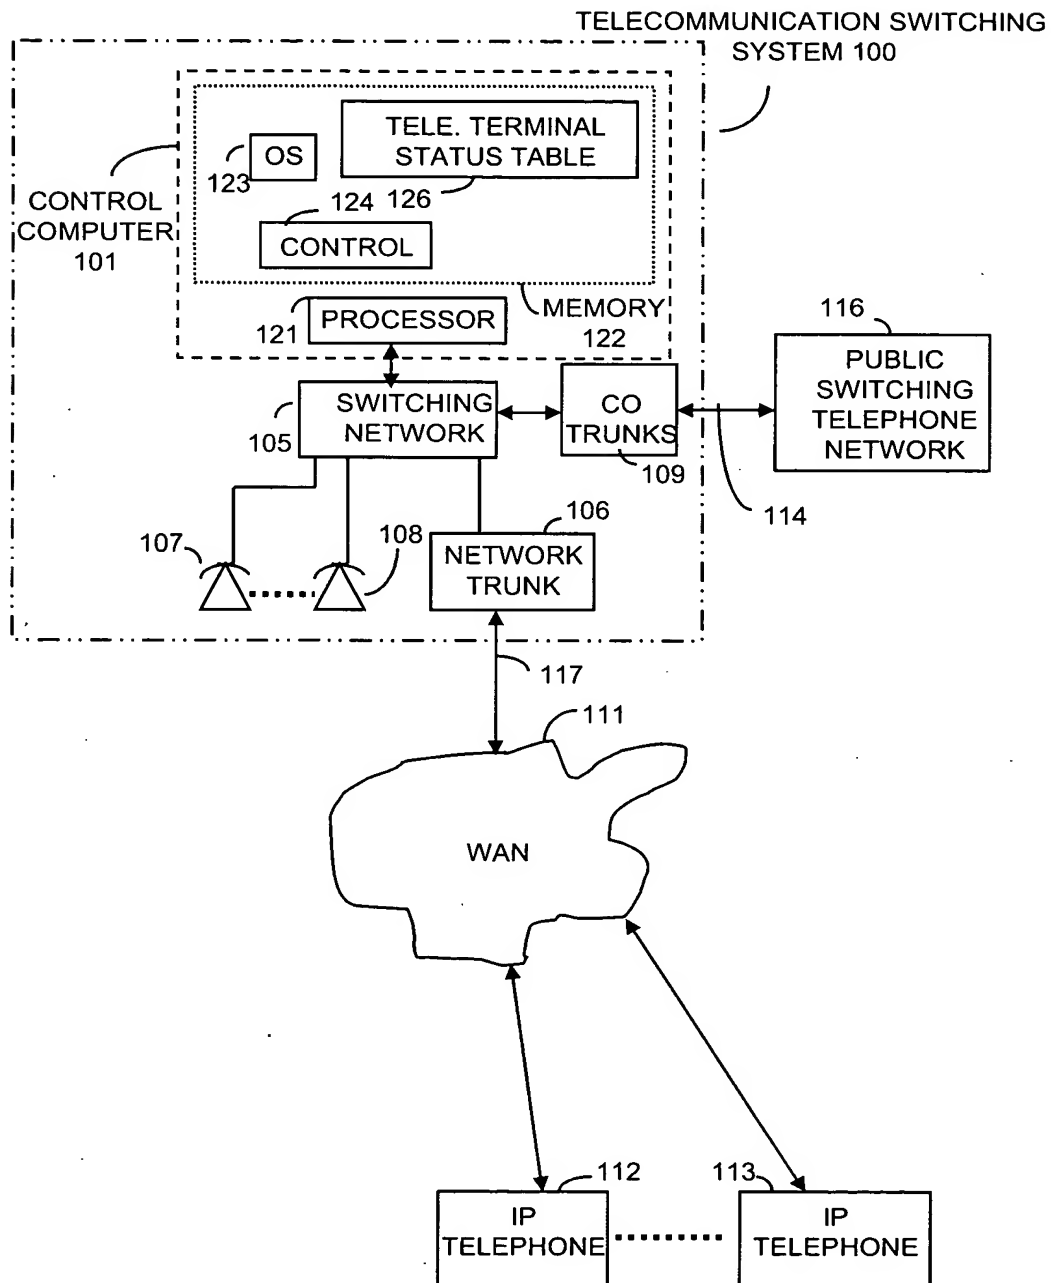 TELECOMMUNICATION SWITCHING
SYSTEM 100
TELE. TERMINAL
STATUS TABLE
OS
123
126
124
CONTROL
CONTROL
COMPUTER
101
MEMORY
122
121
PROCESSOR
116
PUBLIC
SWITCHING
TELEPHONE
NETWORK
105
SWITCHING
NETWORK
CO
TRUNKS
109
114
107
108
106
NETWORK
TRUNK
117
111
WAN
112
113
IP
TELEPHONE
IP
TELEPHONE